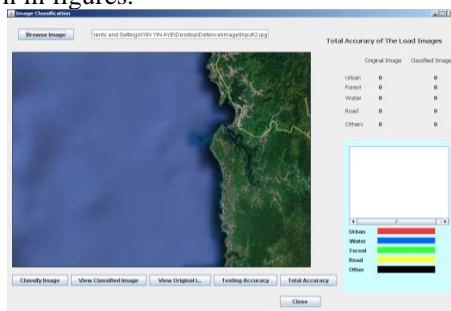 n in figures.
Image Classification
Browse Image
ents and Settings\YIN YIN AYE\Desktop\Defence\Image\Input\2.jpg
Total Accuracy of The Load Images
Original Image Classified Image
Urban 0 0
Forest 0 0
Water 0 0
Road 0 0
Others 0 0
Urban
Water
Forest
Road
Other
Classify Image View Classified Image View Original I... Testing Accuracy Total Accuracy
Close